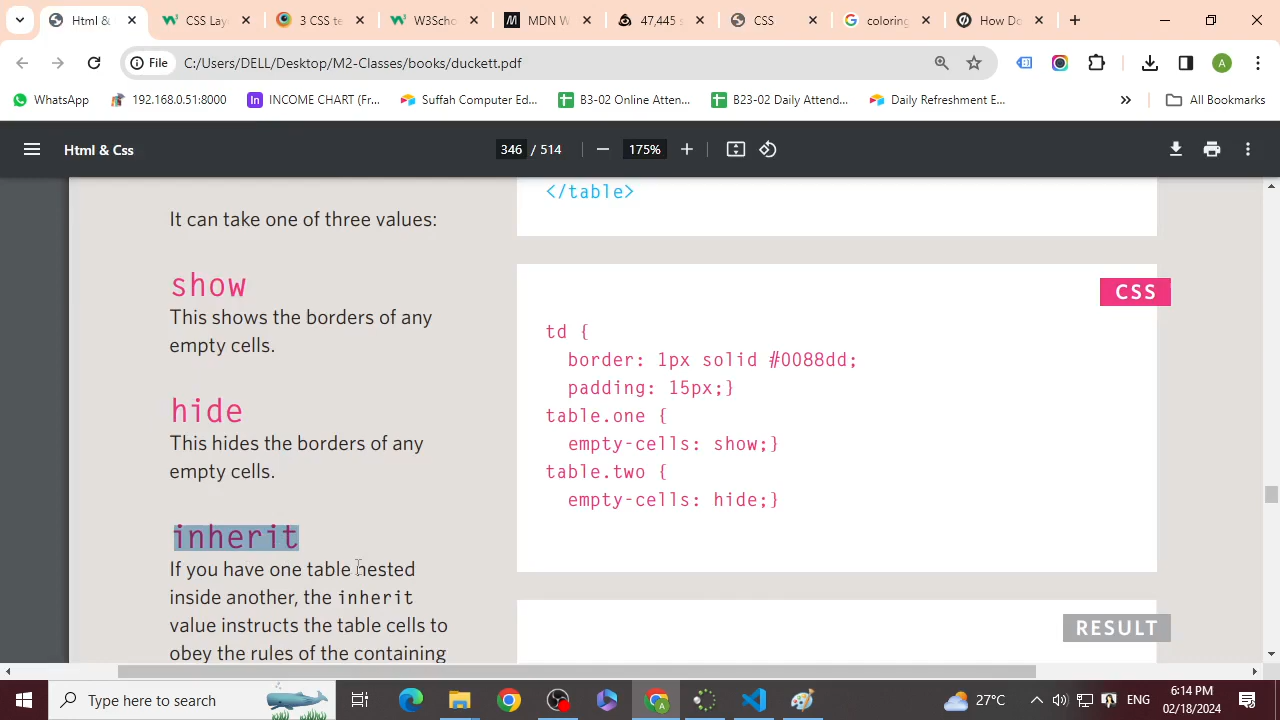 Html &
CSS Lay
3 CSS te
W3Scho
MDN W
47,445 s
CSS
coloring
How Do
File
C:/Users/DELL/Desktop/M2-Classes/books/duckett.pdf
A
WhatsApp
192.168.0.51:8000
In
INCOME CHART (Fr...
Suffah Computer Ed...
B3-02 Online Atten...
B23-02 Daily Attend...
Daily Refreshment E...
All Bookmarks
Html & Css
346 / 514
175%
It can take one of three values:
show
This shows the borders of any
empty cells.
hide
This hides the borders of any
empty cells.
inherit
If you have one table nested
inside another, the inherit
value instructs the table cells to
obey the rules of the containing
</table>
CSS
td {
border: 1px solid #0088dd;
padding: 15px;}
table.one {
empty-cells: show;}
table.two {
empty-cells: hide;}
RESULT
Type here to search
27°C
ENG
6:14 PM
02/18/2024